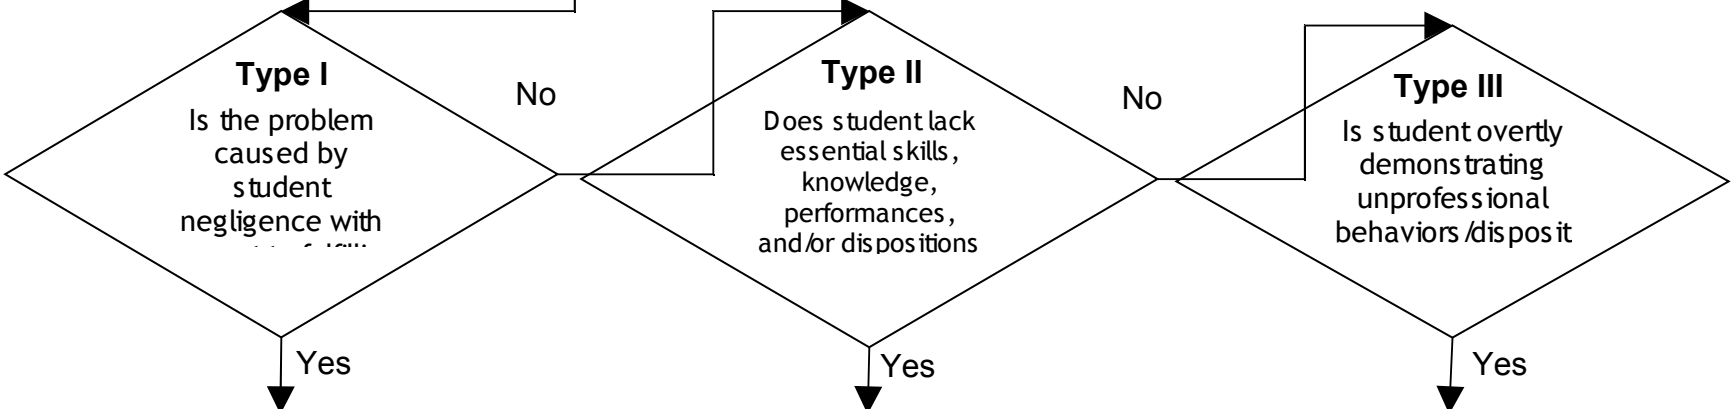 Type I
Is the problem
caused by
student
negligence with
No
Type II
Does student lack
essential skills,
knowledge,
performances,
and/or dispositions
No
Type III
Is student overtly
demonstrating
unprofessional
behaviors/disposit
Yes
Yes
Yes